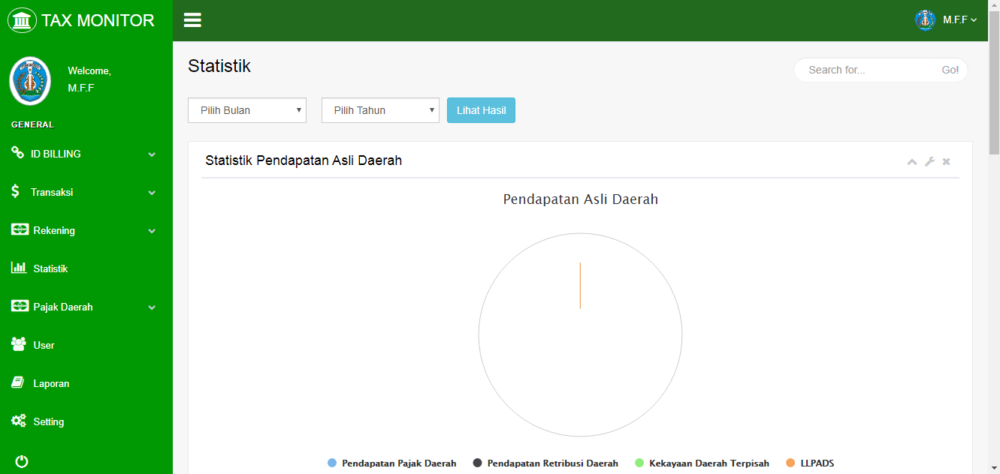 TAX MONITOR
M.F.F
Welcome,
M.F.F
GENERAL
ID BILLING
Transaksi
Rekening
Statistik
Pajak Daerah
User
Laporan
Setting
Statistik
Search for...
Go!
Pilih Bulan
Pilih Tahun
Lihat Hasil
Statistik Pendapatan Asli Daerah
Pendapatan Asli Daerah
Pendapatan Pajak Daerah
Pendapatan Retribusi Daerah
Kekayaan Daerah Terpisah
LLPADS